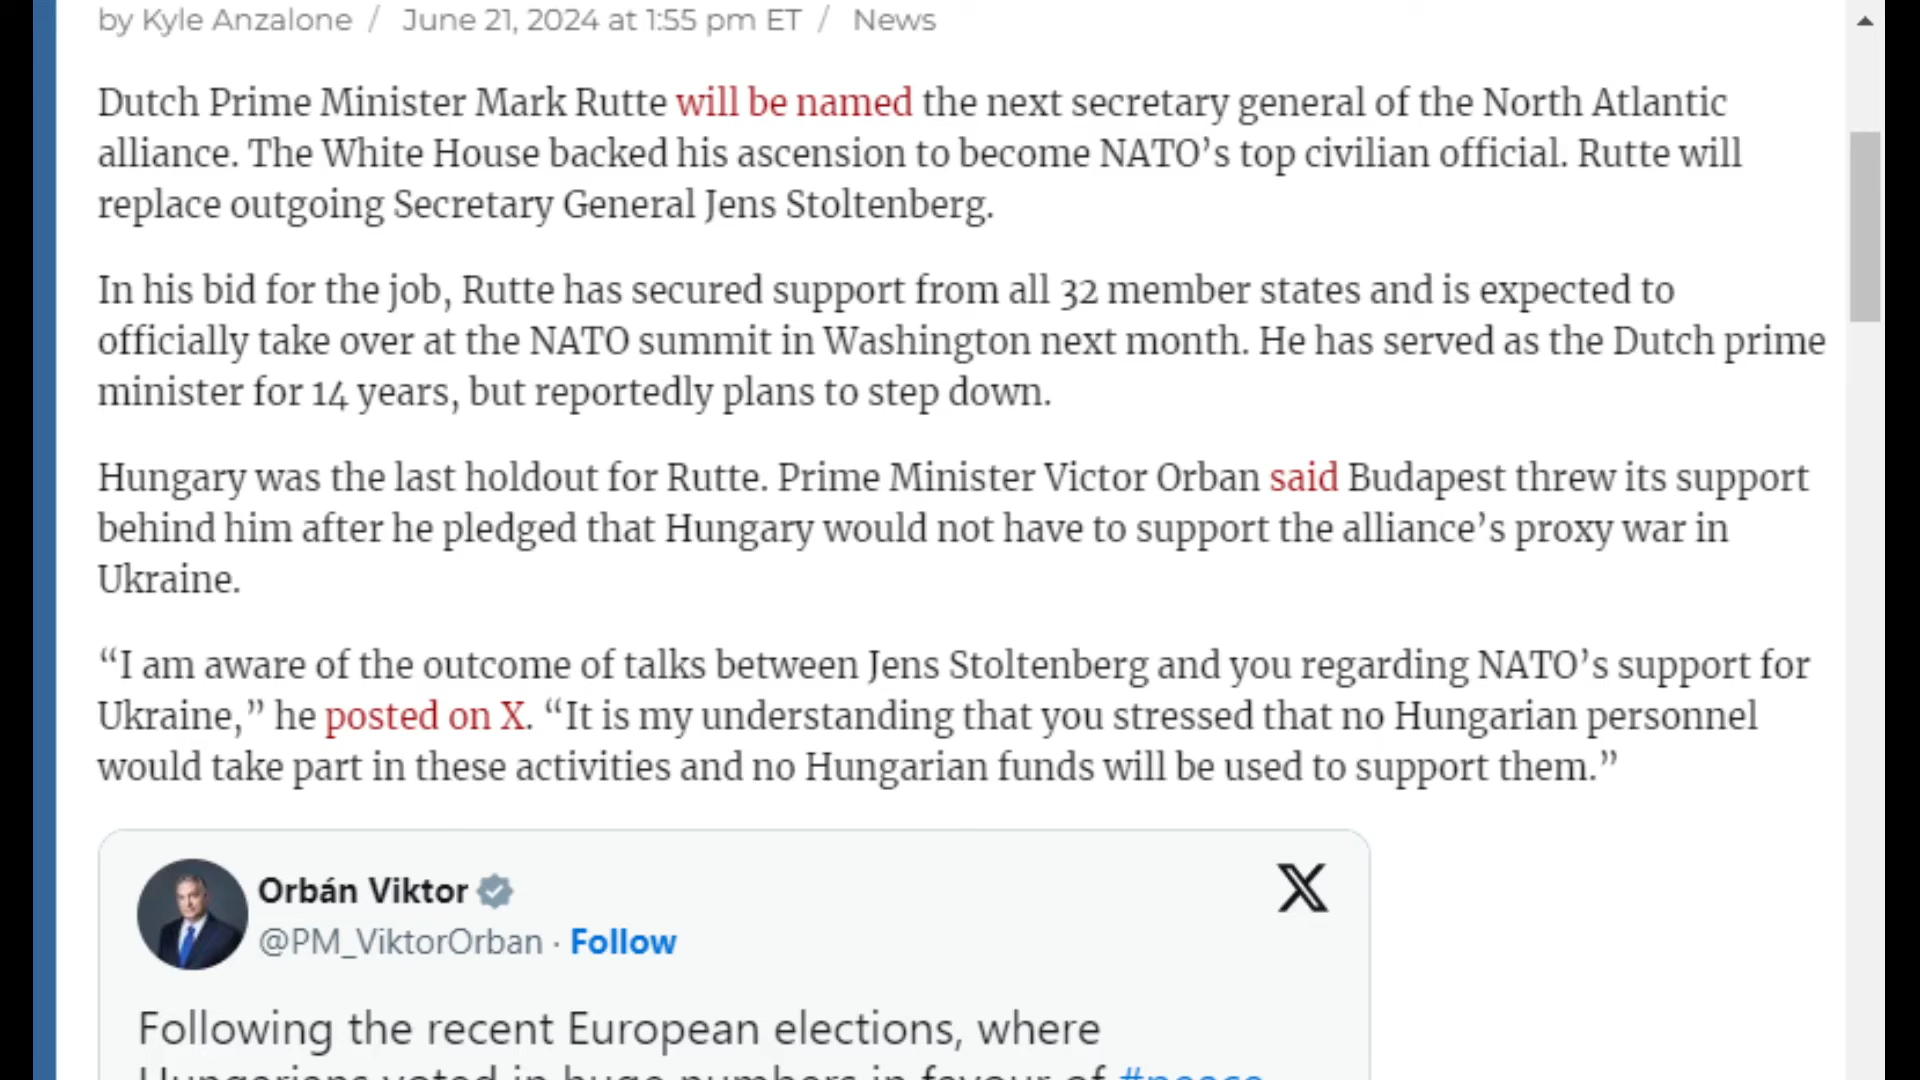 by Kyle Anzalone / June 21, 2024 at 1:55 pm ET / News
Dutch Prime Minister Mark Rutte will be named the next secretary general of the North Atlantic
alliance. The White House backed his ascension to become NATO’s top civilian official. Rutte will
replace outgoing Secretary General Jens Stoltenberg.
In his bid for the job, Rutte has secured support from all 32 member states and is expected to
officially take over at the NATO summit in Washington next month. He has served as the Dutch prime
minister for 14 years, but reportedly plans to step down.
Hungary was the last holdout for Rutte. Prime Minister Victor Orban said Budapest threw its support
behind him after he pledged that Hungary would not have to support the alliance’s proxy war in
Ukraine.
“I am aware of the outcome of talks between Jens Stoltenberg and you regarding NATO’s support for
Ukraine,” he posted on X. “It is my understanding that you stressed that no Hungarian personnel
would take part in these activities and no Hungarian funds will be used to support them.”
Orbán Viktor
@PM_ViktorOrban · Follow
Following the recent European elections, where
Hungarians voted in huge numbers in favour of #peace